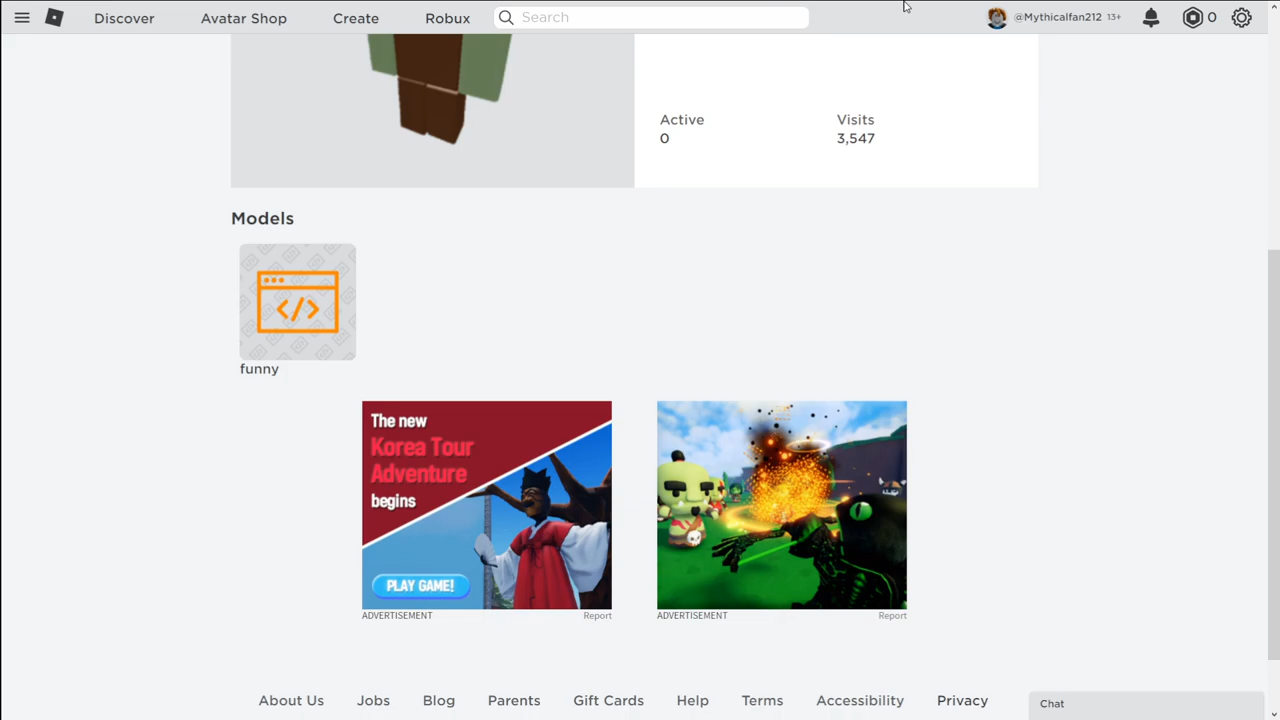 Discover
Avatar Shop
Create
Robux
Search
@Mythicalfan212 13+
0
Active
0
Visits
3,547
Models
</>
funny
The new
Korea Tour
Adventure
begins
PLAY GAME!
ADVERTISEMENT
Report
ADVERTISEMENT
Report
About Us
Jobs
Blog
Parents
Gift Cards
Help
Terms
Accessibility
Privacy
Chat